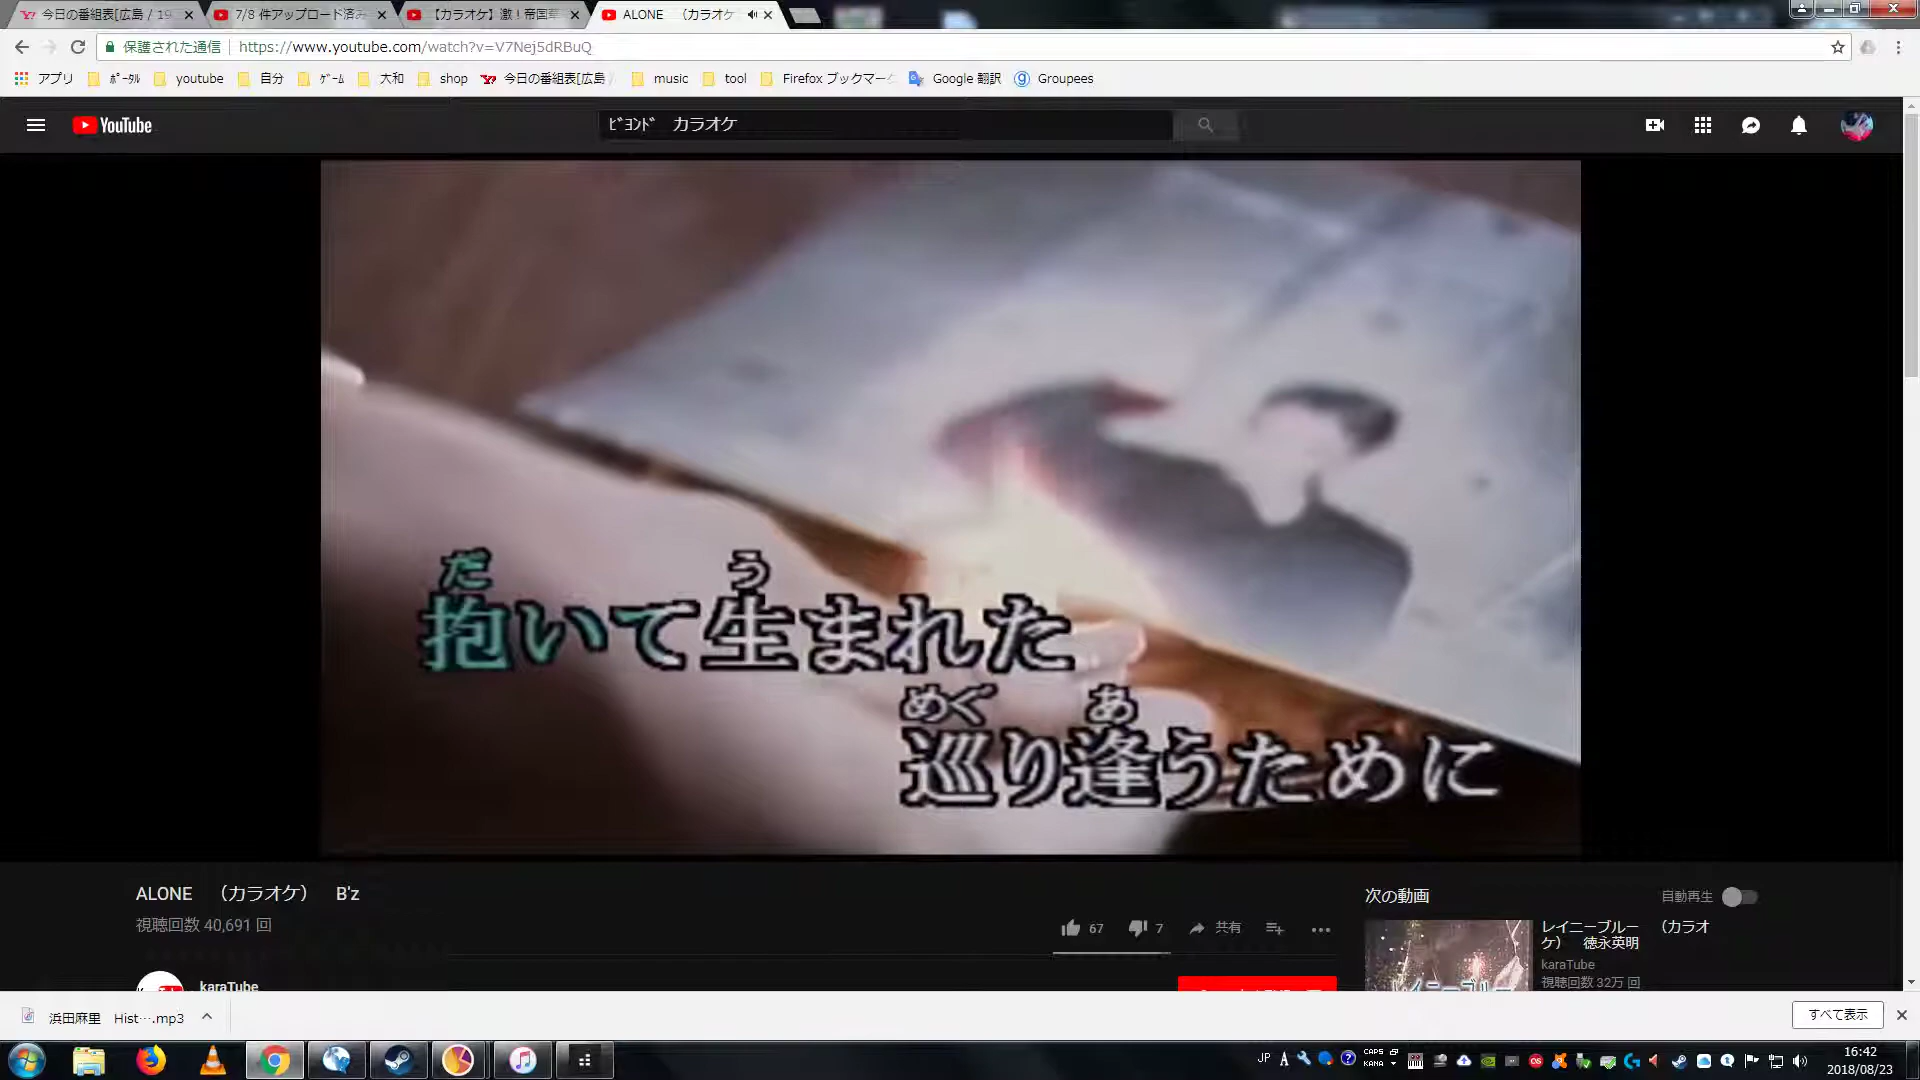 今日の番組表[広島 / 19
7/8 件アップロード済み
【カラオケ】激！帝国華
ALONE （カラオケ
保護された通信
https://www.youtube.com/watch?v=V7Nej5dRBuQ
アプリ
ﾎﾟｰﾀﾙ
youtube
自分
ｹﾞｰﾑ
大和
shop
今日の番組表[広島 /
music
tool
Firefox ブックマーク
Google 翻訳
Groupees
YouTube
ﾋﾞﾖﾝﾄﾞ カラオケ
だ う
抱いて生まれた
めぐ あ
巡り逢うために
ALONE （カラオケ） B'z
視聴回数 40,691 回
67
7
共有
次の動画
自動再生
レイニーブルー （カラオ
ケ） 徳永英明
karaTube
視聴回数 32万 回
karaTube
浜田麻里 Hist….mp3
すべて表示
JP
A
CAPS
KANA
16:42
2018/08/23